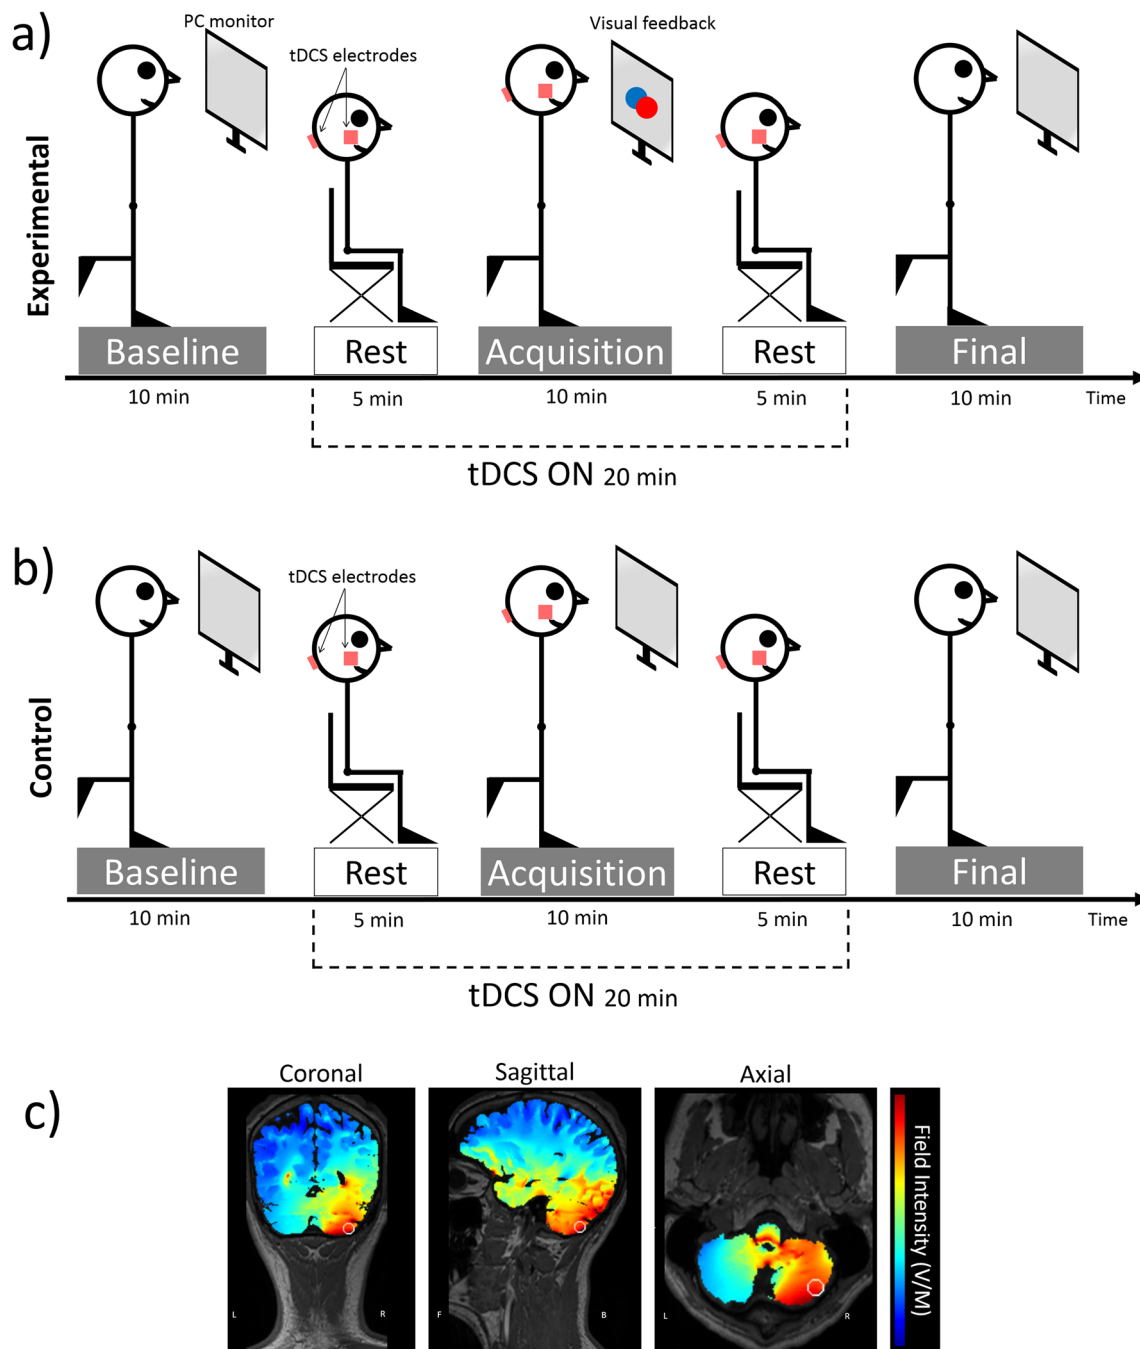 a)
PC monitor
Visual feedback
tDCS electrodes
Experimental
Baseline
Rest
Acquisition
Rest
Final
10 min
5 min
10 min
5 min
10 min
Time
tDCS ON 20 min
b)
tDCS electrodes
Control
Baseline
Rest
Acquisition
Rest
Final
10 min
5 min
10 min
5 min
10 min
Time
tDCS ON 20 min
c)
Coronal
Sagittal
Axial
L
R
F
B
L
R
Field Intensity (V/M)